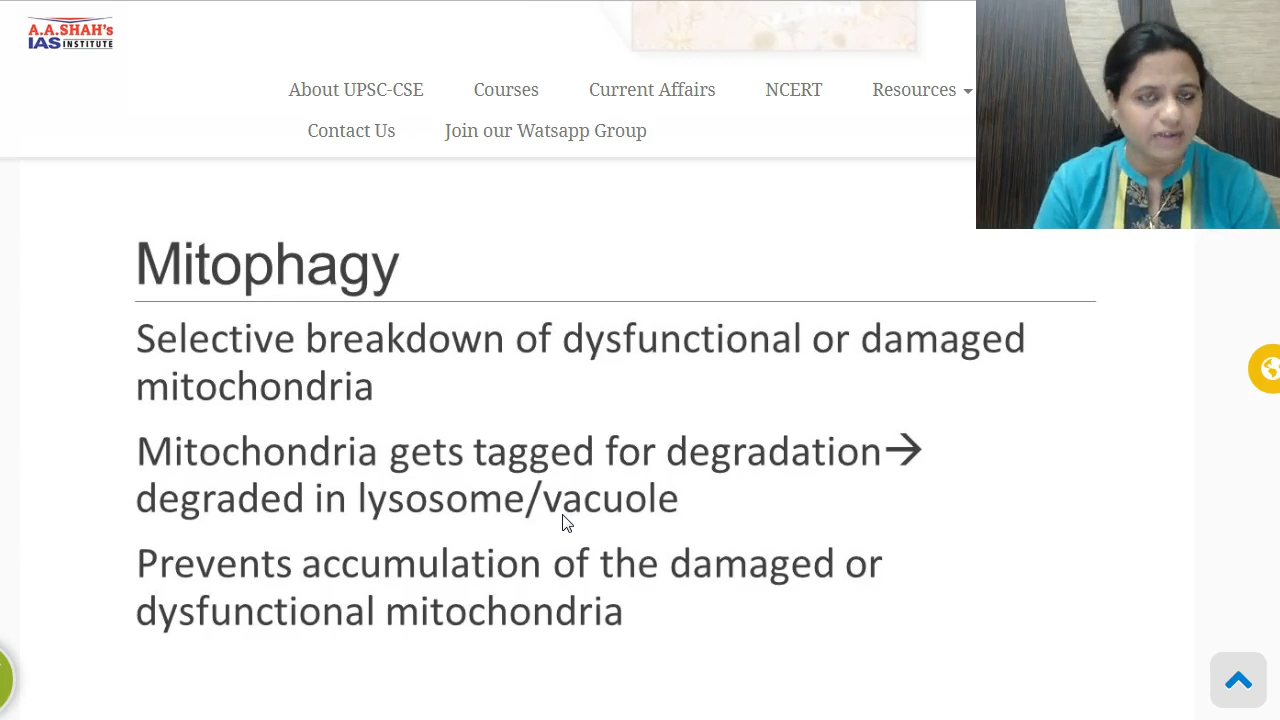 A.A.SHAH's
IAS INSTITUTE
About UPSC-CSE Courses Current Affairs NCERT Resources
Contact Us Join our Watsapp Group
Mitophagy
Selective breakdown of dysfunctional or damaged
mitochondria
Mitochondria gets tagged for degradation→
degraded in lysosome/vacuole
Prevents accumulation of the damaged or
dysfunctional mitochondria